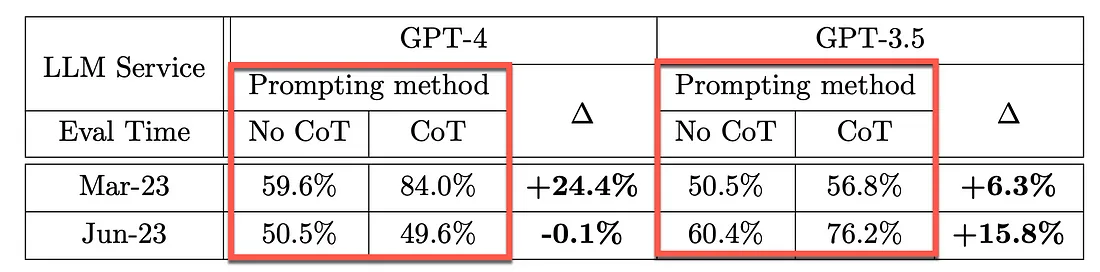 LLM Service GPT-4 GPT-3.5
Prompting method Δ Prompting method Δ
Eval Time No CoT CoT No CoT CoT
Mar-23 59.6% 84.0% +24.4% 50.5% 56.8% +6.3%
Jun-23 50.5% 49.6% -0.1% 60.4% 76.2% +15.8%